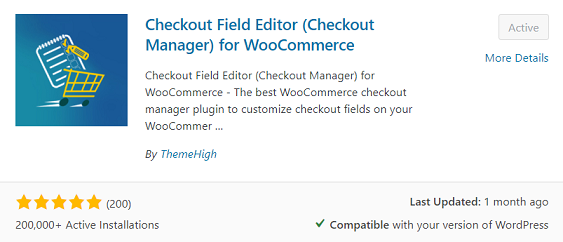 Checkout Field Editor (Checkout
Manager) for WooCommerce
Active
More Details
Checkout Field Editor (Checkout Manager) for
WooCommerce - The best WooCommerce checkout
manager plugin to customize checkout fields on your
WooCommer ...
By ThemeHigh
(200)
Last Updated: 1 month ago
200,000+ Active Installations
Compatible with your version of WordPress